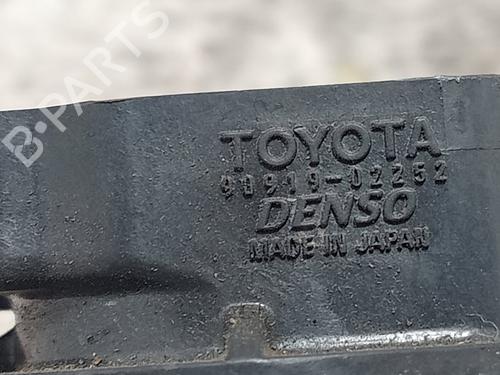 B-PARTS
TOYOTA
90919-02252
DENSO
MADE IN JAPAN